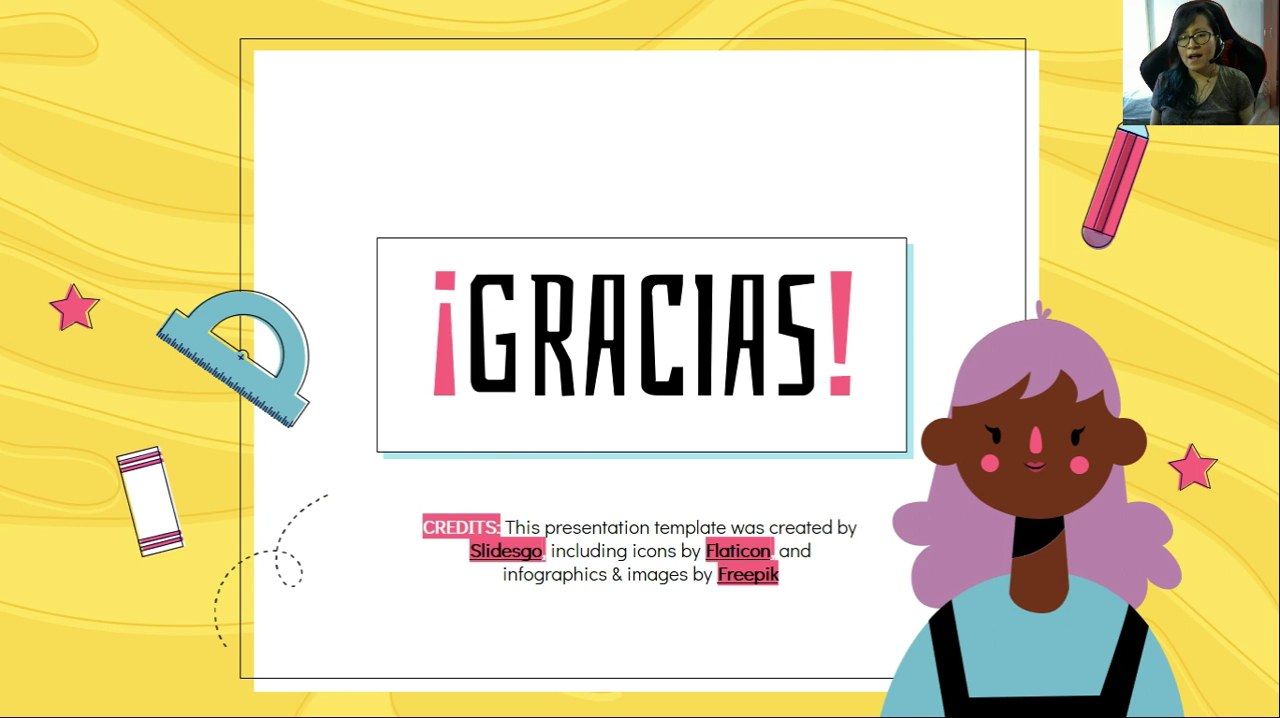 ¡GRACIAS!
CREDITS: This presentation template was created by
Slidesgo, including icons by Flaticon, and
infographics & images by Freepik